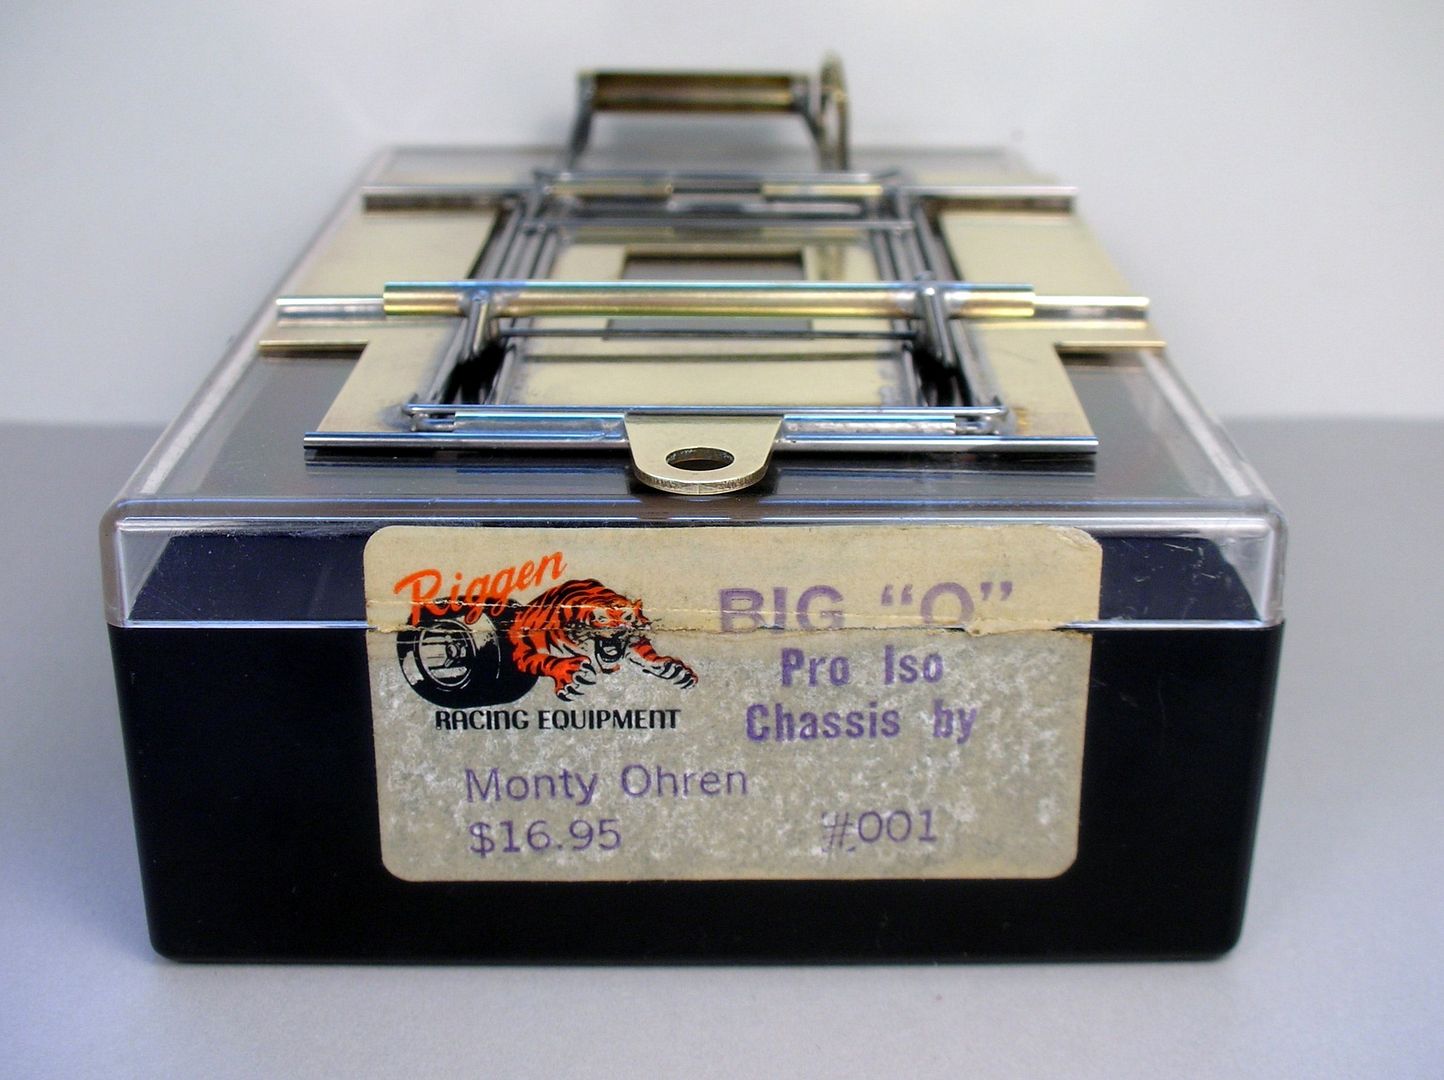 Riggen
RACING EQUIPMENT
BIG “O”
Pro Iso
Chassis by
Monty Ohren
$16.95 #001